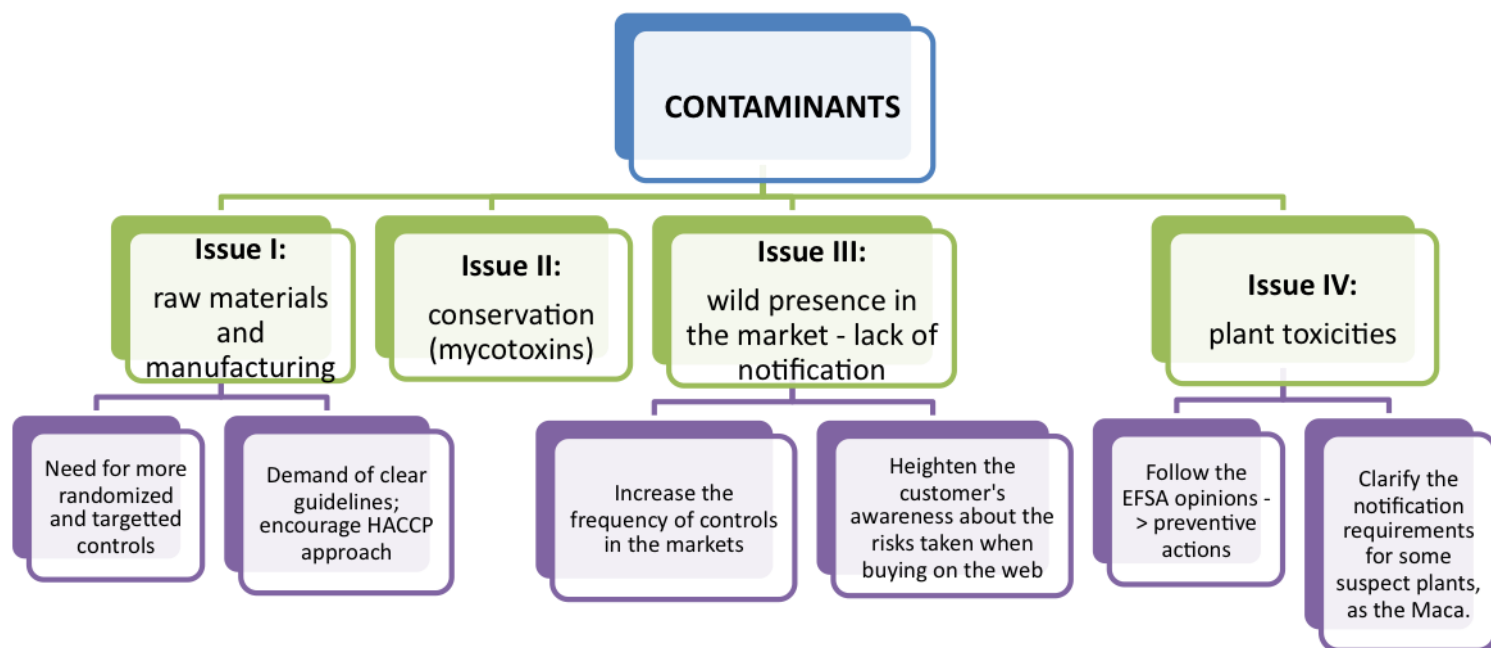 CONTAMINANTS
Issue I:
raw materials
and
manufacturing
Issue II:
conservation
(mycotoxins)
Issue III:
wild presence in
the market - lack of
notification
Issue IV:
plant toxicities
Need for more
randomized
and targetted
controls
Demand of clear
guidelines;
encourage HACCP
approach
Increase the
frequency of controls
in the markets
Heighten the
customer's
awareness about the
risks taken when
buying on the web
Follow the
EFSA opinions -
> preventive
actions
Clarify the
notification
requirements
for some
suspect plants,
as the Maca.